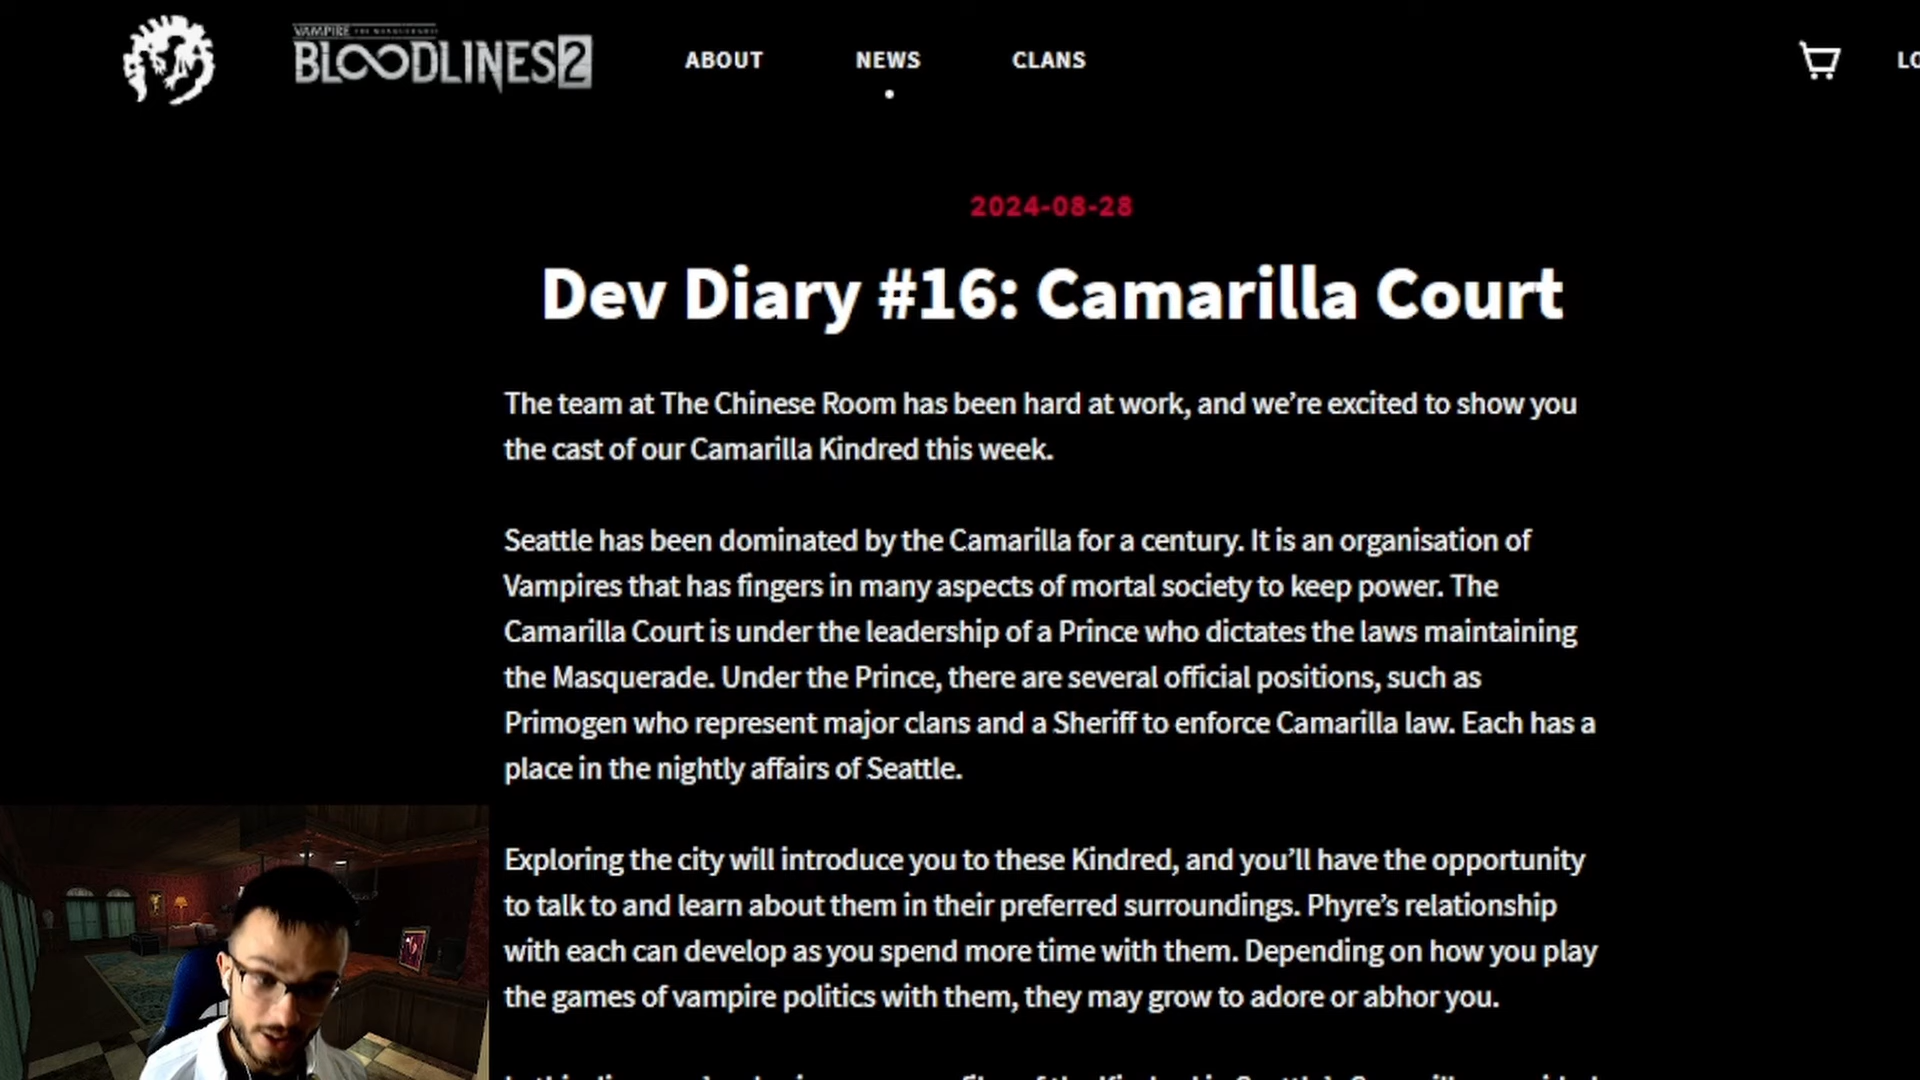 VAMPIRE THE MASQUERADE
BLOODLINES 2
ABOUT
NEWS
CLANS
2024-08-28
Dev Diary #16: Camarilla Court
The team at The Chinese Room has been hard at work, and we’re excited to show you
the cast of our Camarilla Kindred this week.
Seattle has been dominated by the Camarilla for a century. It is an organisation of
Vampires that has fingers in many aspects of mortal society to keep power. The
Camarilla Court is under the leadership of a Prince who dictates the laws maintaining
the Masquerade. Under the Prince, there are several official positions, such as
Primogen who represent major clans and a Sheriff to enforce Camarilla law. Each has a
place in the nightly affairs of Seattle.
Exploring the city will introduce you to these Kindred, and you’ll have the opportunity
to talk to and learn about them in their preferred surroundings. Phyre’s relationship
with each can develop as you spend more time with them. Depending on how you play
the games of vampire politics with them, they may grow to adore or abhor you.